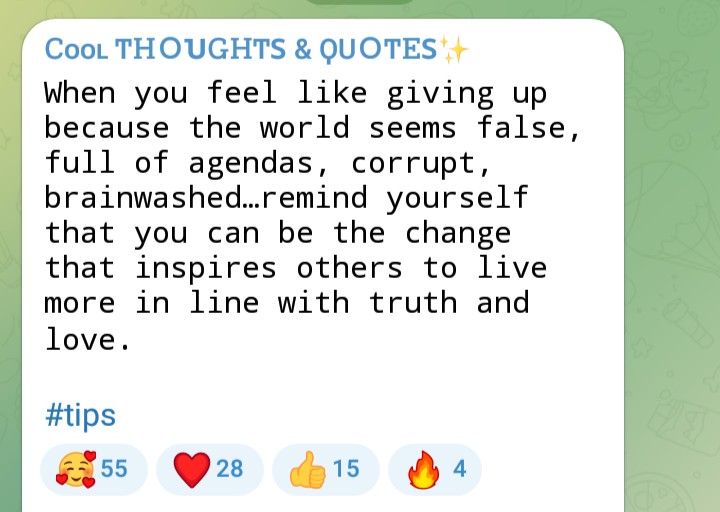 Cool THOUGHTS & QUOTES✨
When you feel like giving up
because the world seems false,
full of agendas, corrupt,
brainwashed…remind yourself
that you can be the change
that inspires others to live
more in line with truth and
love.
#tips
🥰 55 ❤️ 28 👍 15 🔥 4